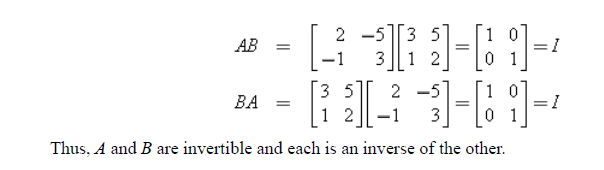 AB = [ 2 −5 ; −1 3 ] [ 3 5 ; 1 2 ] = [ 1 0 ; 0 1 ] = I
BA = [ 3 5 ; 1 2 ] [ 2 −5 ; −1 3 ] = [ 1 0 ; 0 1 ] = I
Thus, A and B are invertible and each is an inverse of the other.